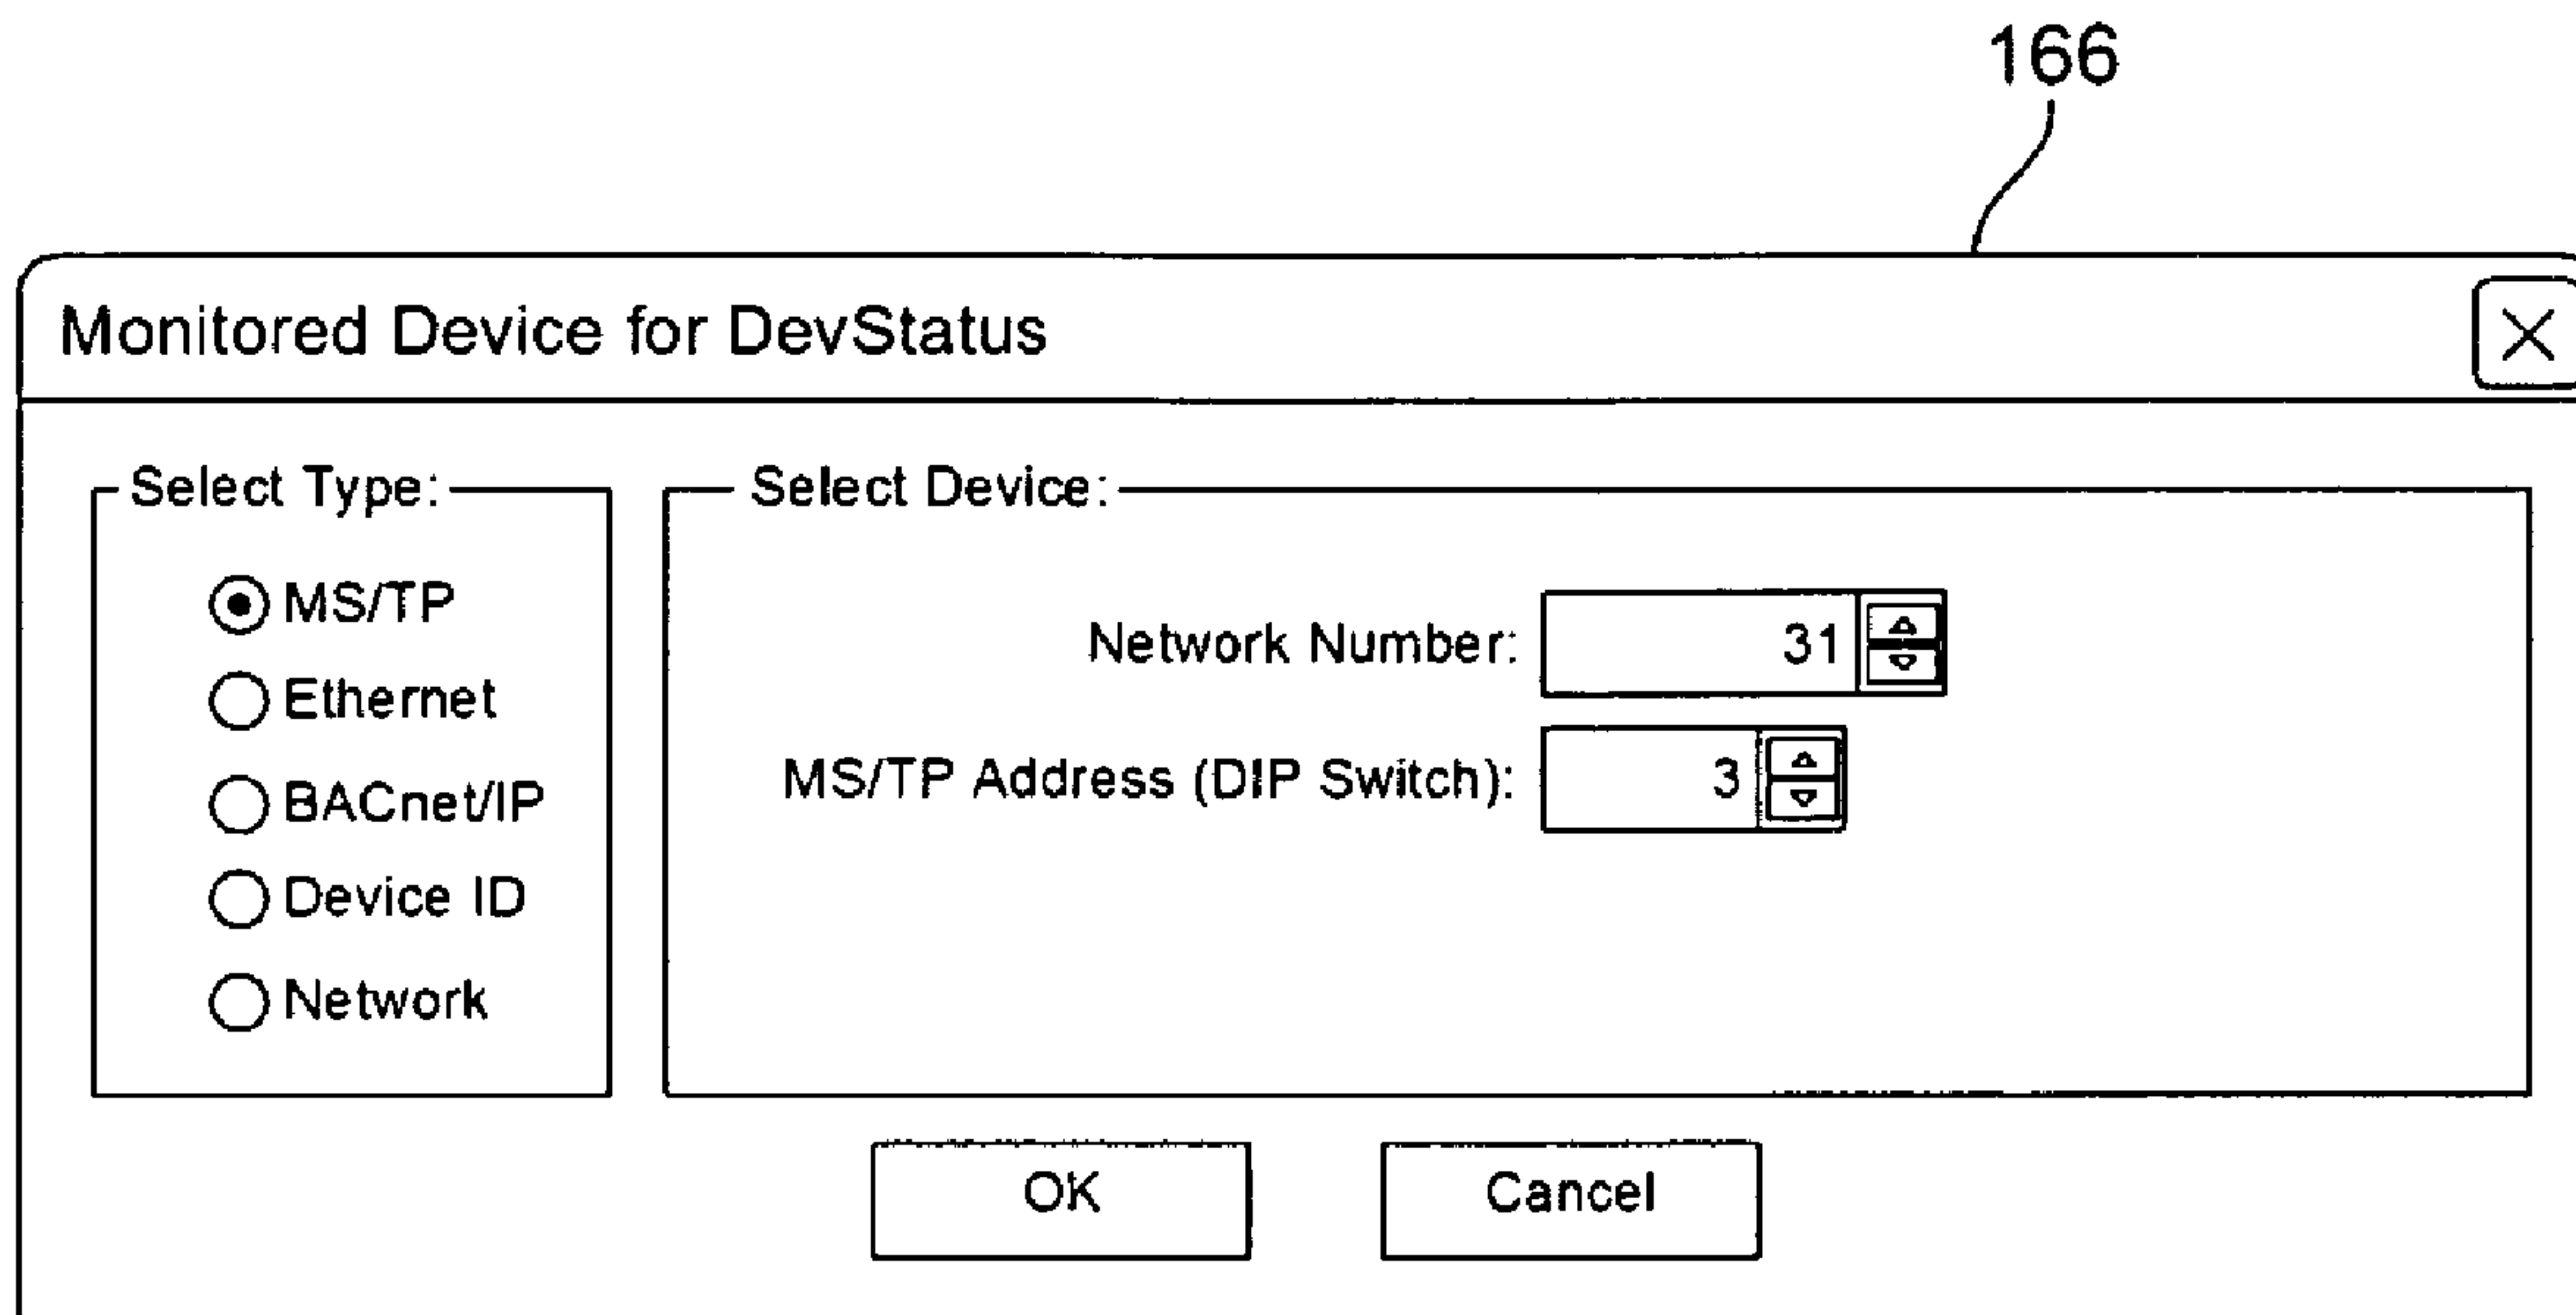 166
Monitored Device for DevStatus
Select Type:
MS/TP
Ethernet
BACnet/IP
Device ID
Network
Select Device:
Network Number: 31
MS/TP Address (DIP Switch): 3
OK
Cancel